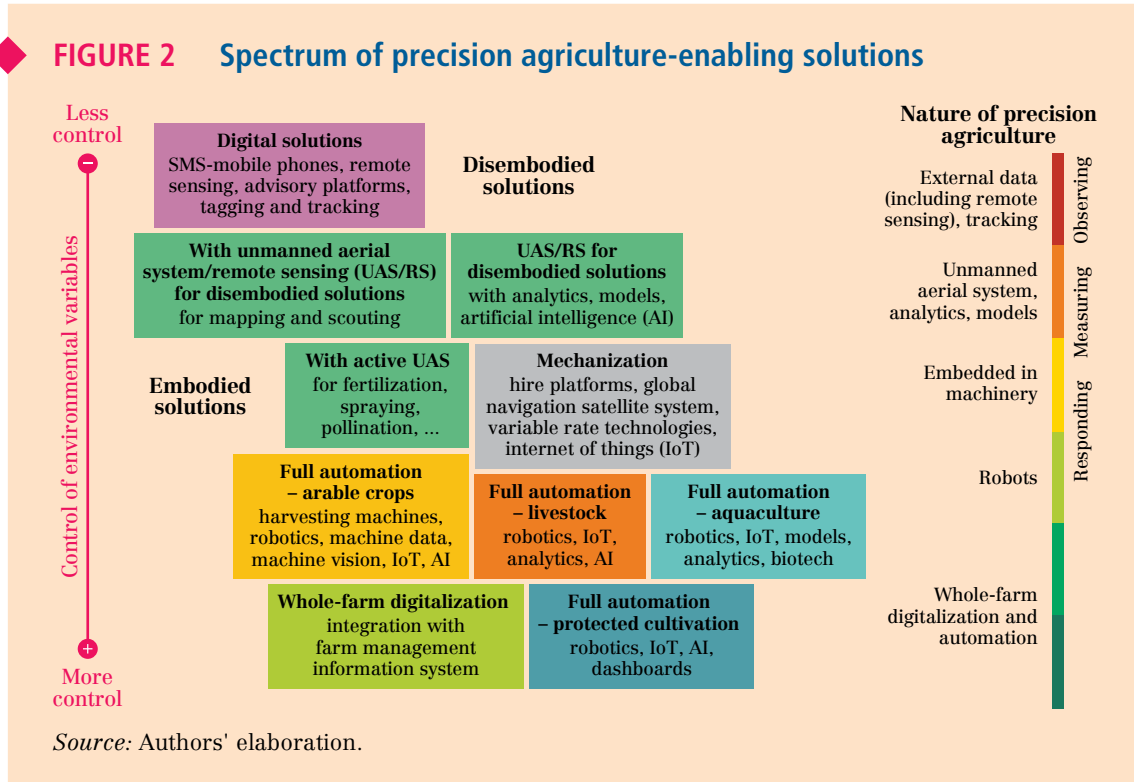 FIGURE 2 Spectrum of precision agriculture-enabling solutions
Less
control
−
Control of environmental variables
+
More
control
Digital solutions
SMS-mobile phones, remote
sensing, advisory platforms,
tagging and tracking
Disembodied
solutions
With unmanned aerial
system/remote sensing (UAS/RS)
for disembodied solutions
for mapping and scouting
UAS/RS for
disembodied solutions
with analytics, models,
artificial intelligence (AI)
Embodied
solutions
With active UAS
for fertilization,
spraying,
pollination, ...
Mechanization
hire platforms, global
navigation satellite system,
variable rate technologies,
internet of things (IoT)
Full automation
– arable crops
harvesting machines,
robotics, machine data,
machine vision, IoT, AI
Full automation
– livestock
robotics, IoT,
analytics, AI
Full automation
– aquaculture
robotics, IoT, models,
analytics, biotech
Whole-farm digitalization
integration with
farm management
information system
Full automation
– protected cultivation
robotics, IoT, AI,
dashboards
Nature of precision
agriculture
External data
(including remote
sensing), tracking
Unmanned
aerial system,
analytics, models
Embedded in
machinery
Robots
Whole-farm
digitalization and
automation
Observing
Measuring
Responding
Source: Authors' elaboration.